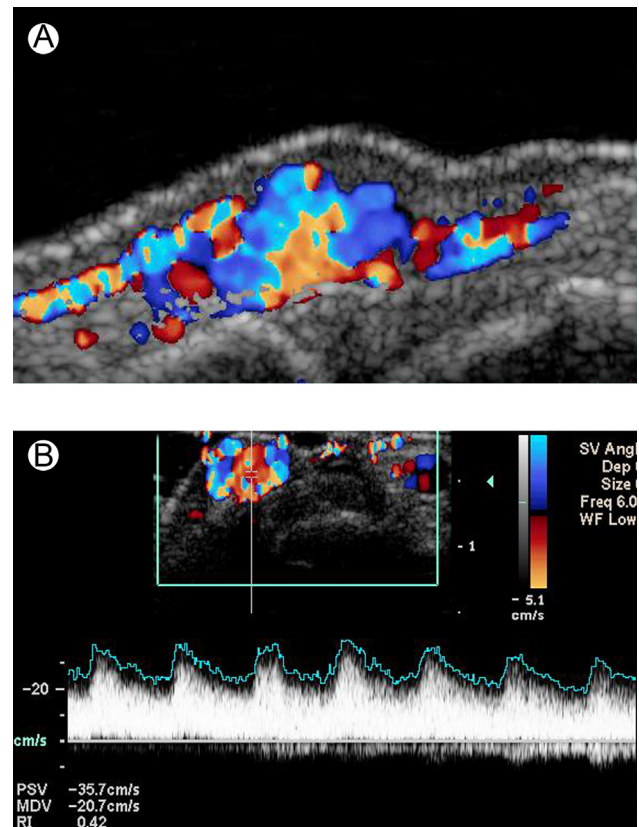 A
B
SV Angl
Dep
Size
Freq 6.0
WF Low
- 1
- 5.1
cm/s
-20
cm/s
PSV -35.7cm/s
MDV -20.7cm/s
RI 0.42